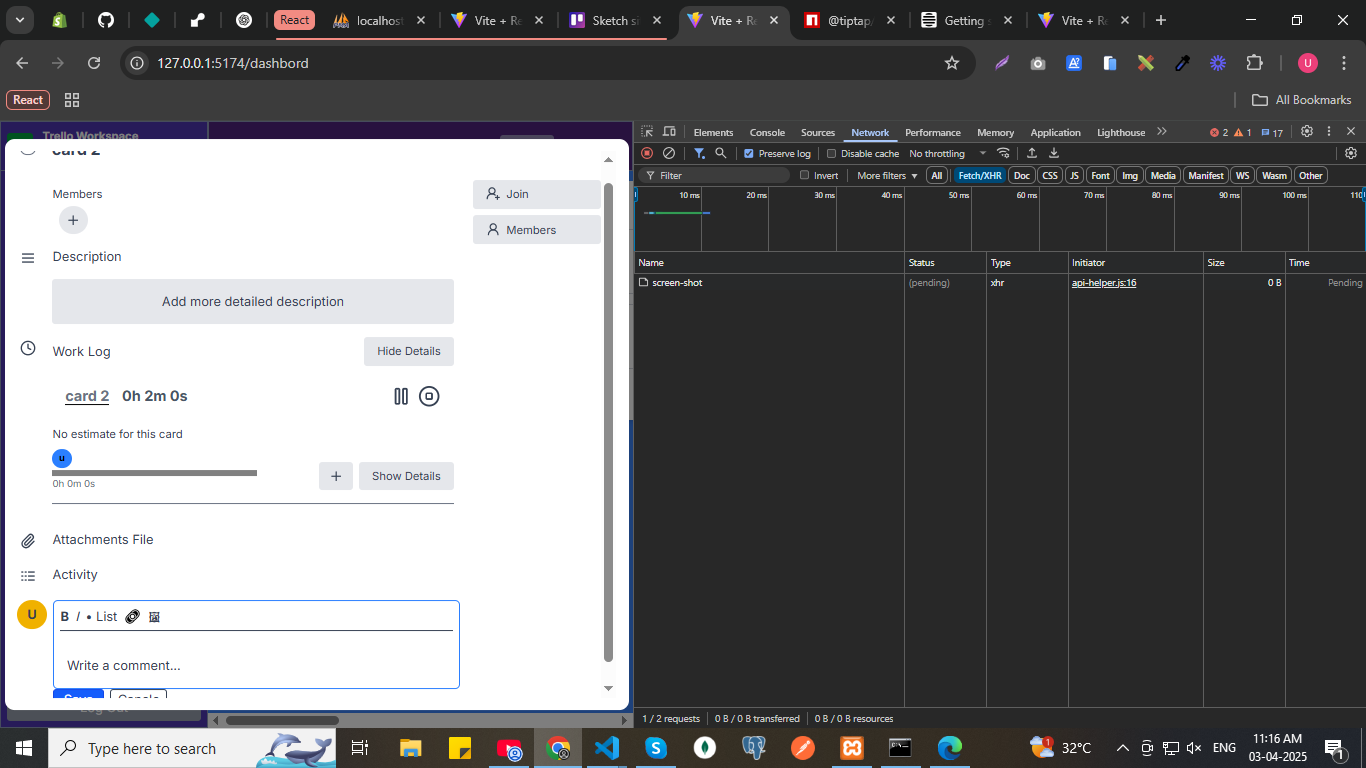 React
localhost
Vite + Re
Sketch si
Vite + Re
@tiptap/
Getting s
Vite + Re
127.0.0.1:5174/dashbord
U
React
All Bookmarks
Trello Workspace
card 2
Members
Join
Members
Description
Add more detailed description
Work Log
Hide Details
card 2 0h 2m 0s
No estimate for this card
u
0h 0m 0s
Show Details
Attachments File
Activity
U
B I • List
Write a comment...
Save
Cancle
Log Out
Elements Console Sources Network Performance Memory Application Lighthouse 2 1 17
Preserve log Disable cache No throttling
Filter Invert More filters All Fetch/XHR Doc CSS JS Font Img Media Manifest WS Wasm Other
10 ms 20 ms 30 ms 40 ms 50 ms 60 ms 70 ms 80 ms 90 ms 100 ms 110
Name Status Type Initiator Size Time
screen-shot (pending) xhr api-helper.js:16 0 B Pending
1 / 2 requests 0 B / 0 B transferred 0 B / 0 B resources
Type here to search
1
32°C
ENG
11:16 AM
03-04-2025
1